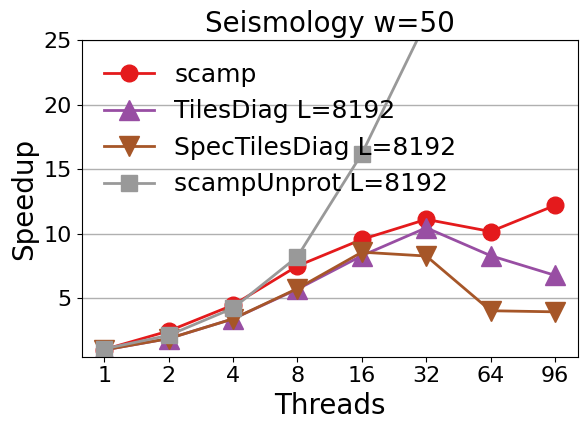 Seismology w=50
25
20
15
10
5
Speedup
scamp
TilesDiag L=8192
SpecTilesDiag L=8192
scampUnprot L=8192
1 2 4 8 16 32 64 96
Threads